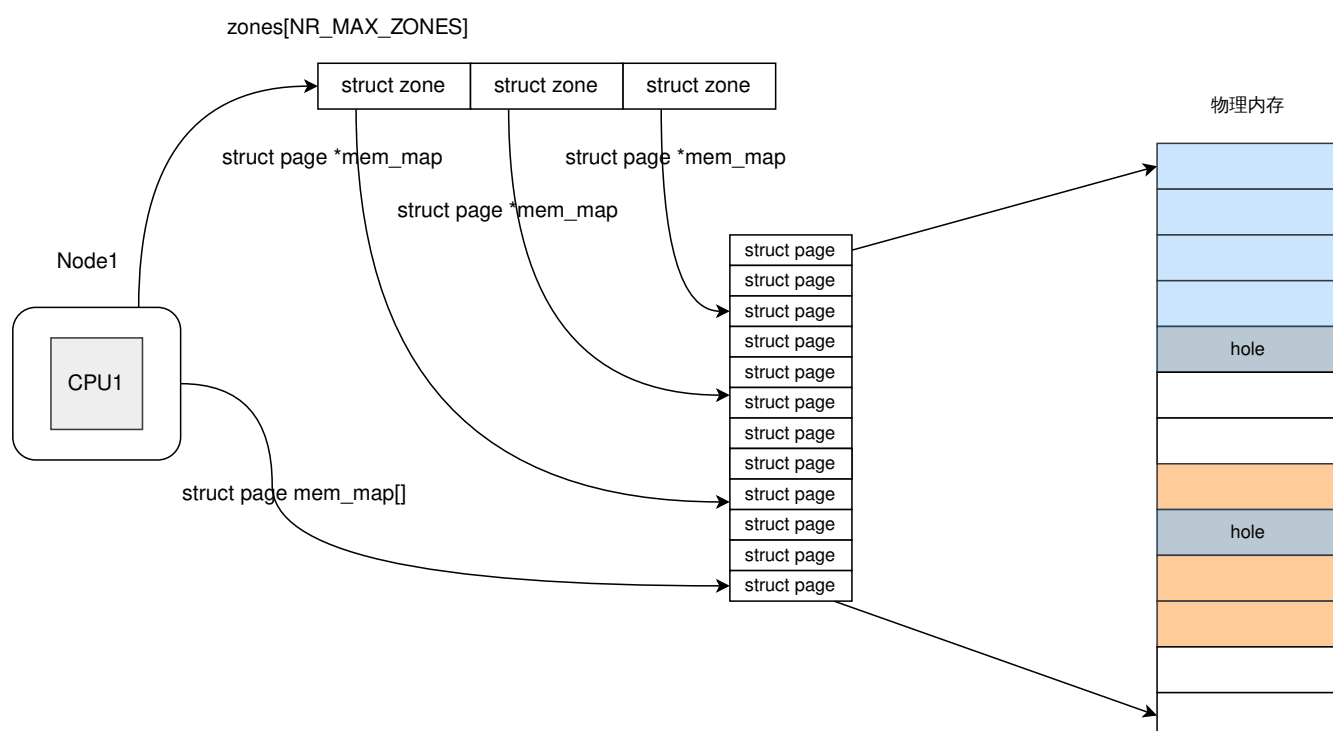 zones[NR_MAX_ZONES]
struct zone
struct zone
struct zone
物理内存
struct page *mem_map
struct page *mem_map
struct page *mem_map
Node1
CPU1
struct page mem_map[]
struct page
struct page
struct page
struct page
struct page
struct page
struct page
struct page
struct page
struct page
struct page
struct page
hole
hole